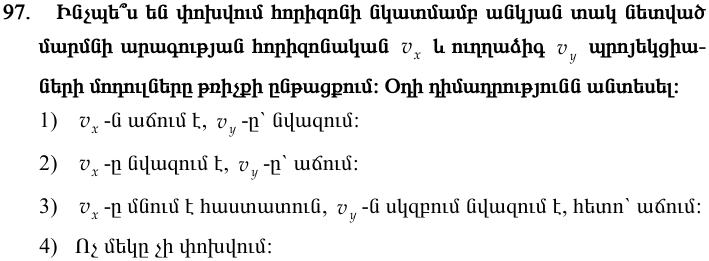 97. Ինչպե՞ս են փոխվում հորիզոնի նկատմամբ անկյան տակ նետված
մարմնի արագության հորիզոնական v_x և ուղղաձիգ v_y պրոյեկցիա-
ների մոդուլները թռիչքի ընթացքում: Օդի դիմադրությունն անտեսել:
1) v_x -ն աճում է, v_y -ը՝ նվազում:
2) v_x -ը նվազում է, v_y -ը՝ աճում:
3) v_x -ը մնում է հաստատուն, v_y -ն սկզբում նվազում է, հետո՝ աճում:
4) Ոչ մեկը չի փոխվում: